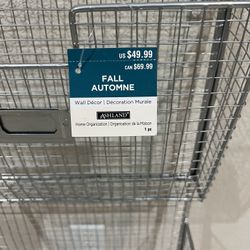 US $49.99
CAN $69.99
FALL
AUTOMNE
Wall Décor | Décoration Murale
ASHLAND
Home Organization | Organisation de la Maison
1 pc